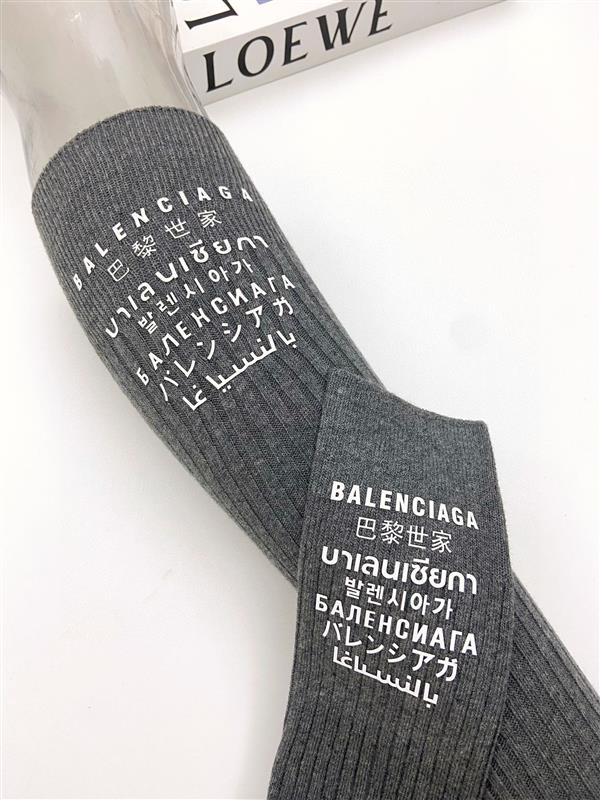 LOEWE
BALENCIAGA
巴黎世家
บาเลนเซียกา
발렌시아가
БАЛЕНСИАГА
バレンシアガ
بالنسياغا
BALENCIAGA
巴黎世家
บาเลนเซียกา
발렌시아가
БАЛЕНСИАГА
バレンシアガ
بالنسياغا